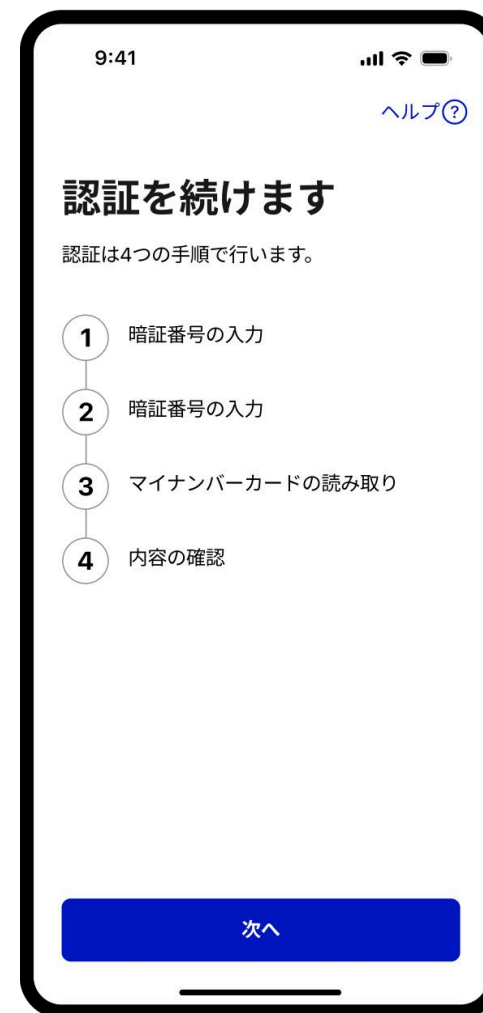 9:41
ヘルプ?
認証を続けます
認証は4つの手順で行います。
1 暗証番号の入力
2 暗証番号の入力
3 マイナンバーカードの読み取り
4 内容の確認
次へ